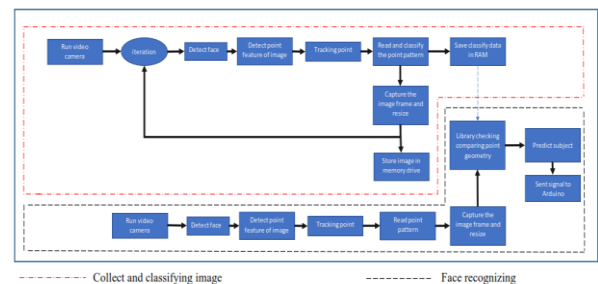 Run video
camera
iteration
Detect face
Detect point
feature of image
Tracking point
Read and classify
the point pattern
Save classify data
in RAM
Capture the
image frame and
resize
Store image in
memory drive
Library checking
comparing point
geometry
Predict subject
Sent signal to
Arduino
Run video
camera
Detect face
Detect point
feature of image
Tracking point
Read point
pattern
Capture the
image frame and
resize
Collect and classifying image
Face recognizing